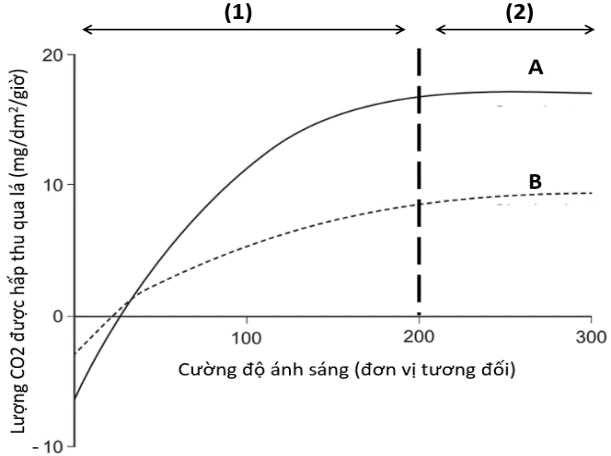 (1)
(2)
20
A
10
B
0
100
200
300
- 10
Cường độ ánh sáng (đơn vị tương đối)
Lượng CO2 được hấp thu qua lá (mg/dm²/giờ)